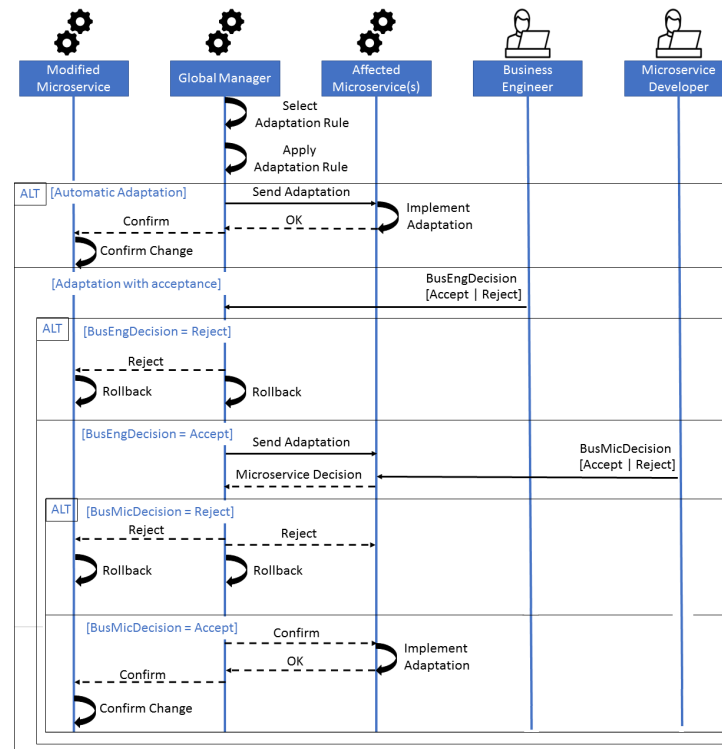 Modified
Microservice
Global Manager
Affected
Microservice(s)
Business
Engineer
Microservice
Developer
Select
Adaptation Rule
Apply
Adaptation Rule
ALT
[Automatic Adaptation]
Send Adaptation
Implement
Adaptation
Confirm
OK
Confirm Change
[Adaptation with acceptance]
BusEngDecision
[Accept | Reject]
ALT
[BusEngDecision = Reject]
Reject
Rollback
Rollback
[BusEngDecision = Accept]
Send Adaptation
BusMicDecision
[Accept | Reject]
Microservice Decision
ALT
[BusMicDecision = Reject]
Reject
Reject
Rollback
Rollback
[BusMicDecision = Accept]
Confirm
Implement
Adaptation
OK
Confirm
Confirm Change